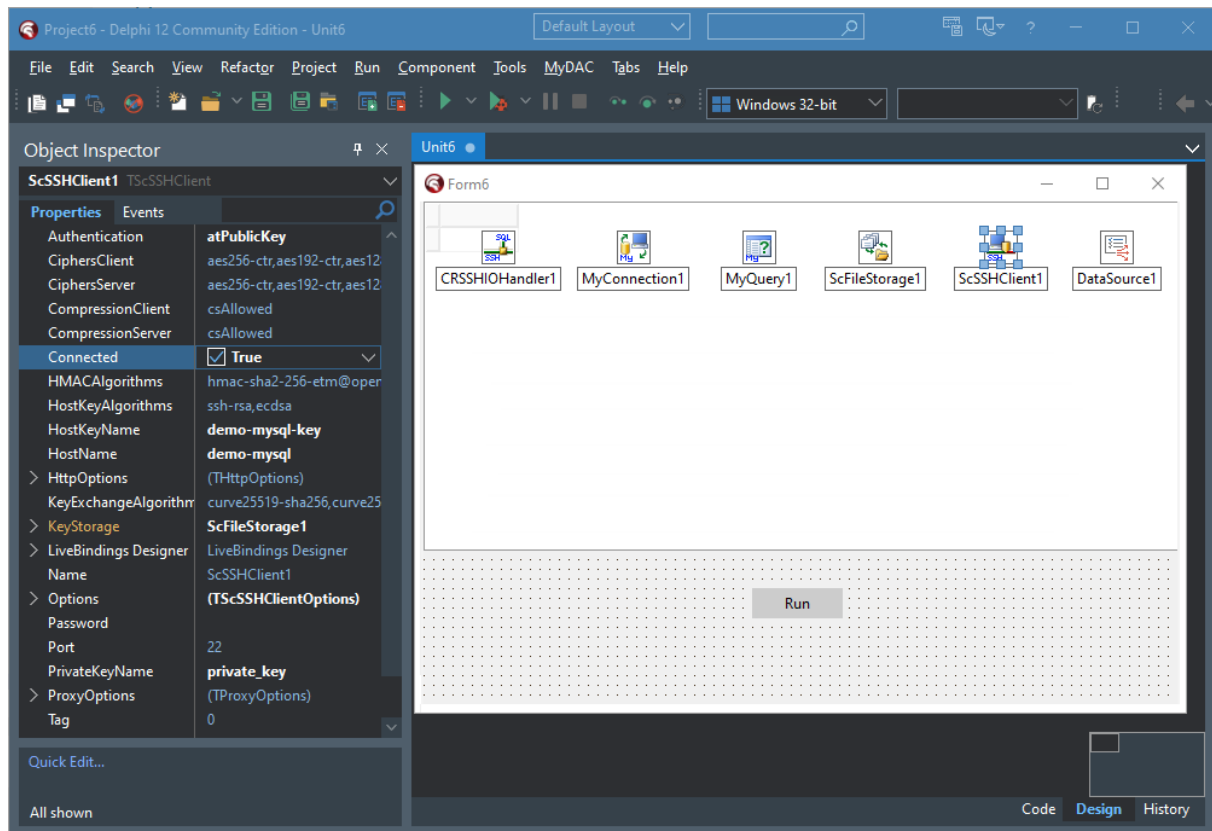 Project6 - Delphi 12 Community Edition - Unit6
Default Layout
?
File Edit Search View Refactor Project Run Component Tools MyDAC Tabs Help
Windows 32-bit
Object Inspector
ScSSHClient1 TScSSHClient
Properties Events
Authentication atPublicKey
CiphersClient aes256-ctr,aes192-ctr,aes12
CiphersServer aes256-ctr,aes192-ctr,aes12
CompressionClient csAllowed
CompressionServer csAllowed
Connected True
HMACAlgorithms hmac-sha2-256-etm@oper
HostKeyAlgorithms ssh-rsa,ecdsa
HostKeyName demo-mysql-key
HostName demo-mysql
HttpOptions (THttpOptions)
KeyExchangeAlgorithm curve25519-sha256,curve25
KeyStorage ScFileStorage1
LiveBindings Designer LiveBindings Designer
Name ScSSHClient1
Options (TScSSHClientOptions)
Password
Port 22
PrivateKeyName private_key
ProxyOptions (TProxyOptions)
Tag 0
Quick Edit...
All shown
Unit6
Form6
SQL
SSH
My
My
SSH
CRSSHIOHandler1 MyConnection1 MyQuery1 ScFileStorage1 ScSSHClient1 DataSource1
Run
Code Design History